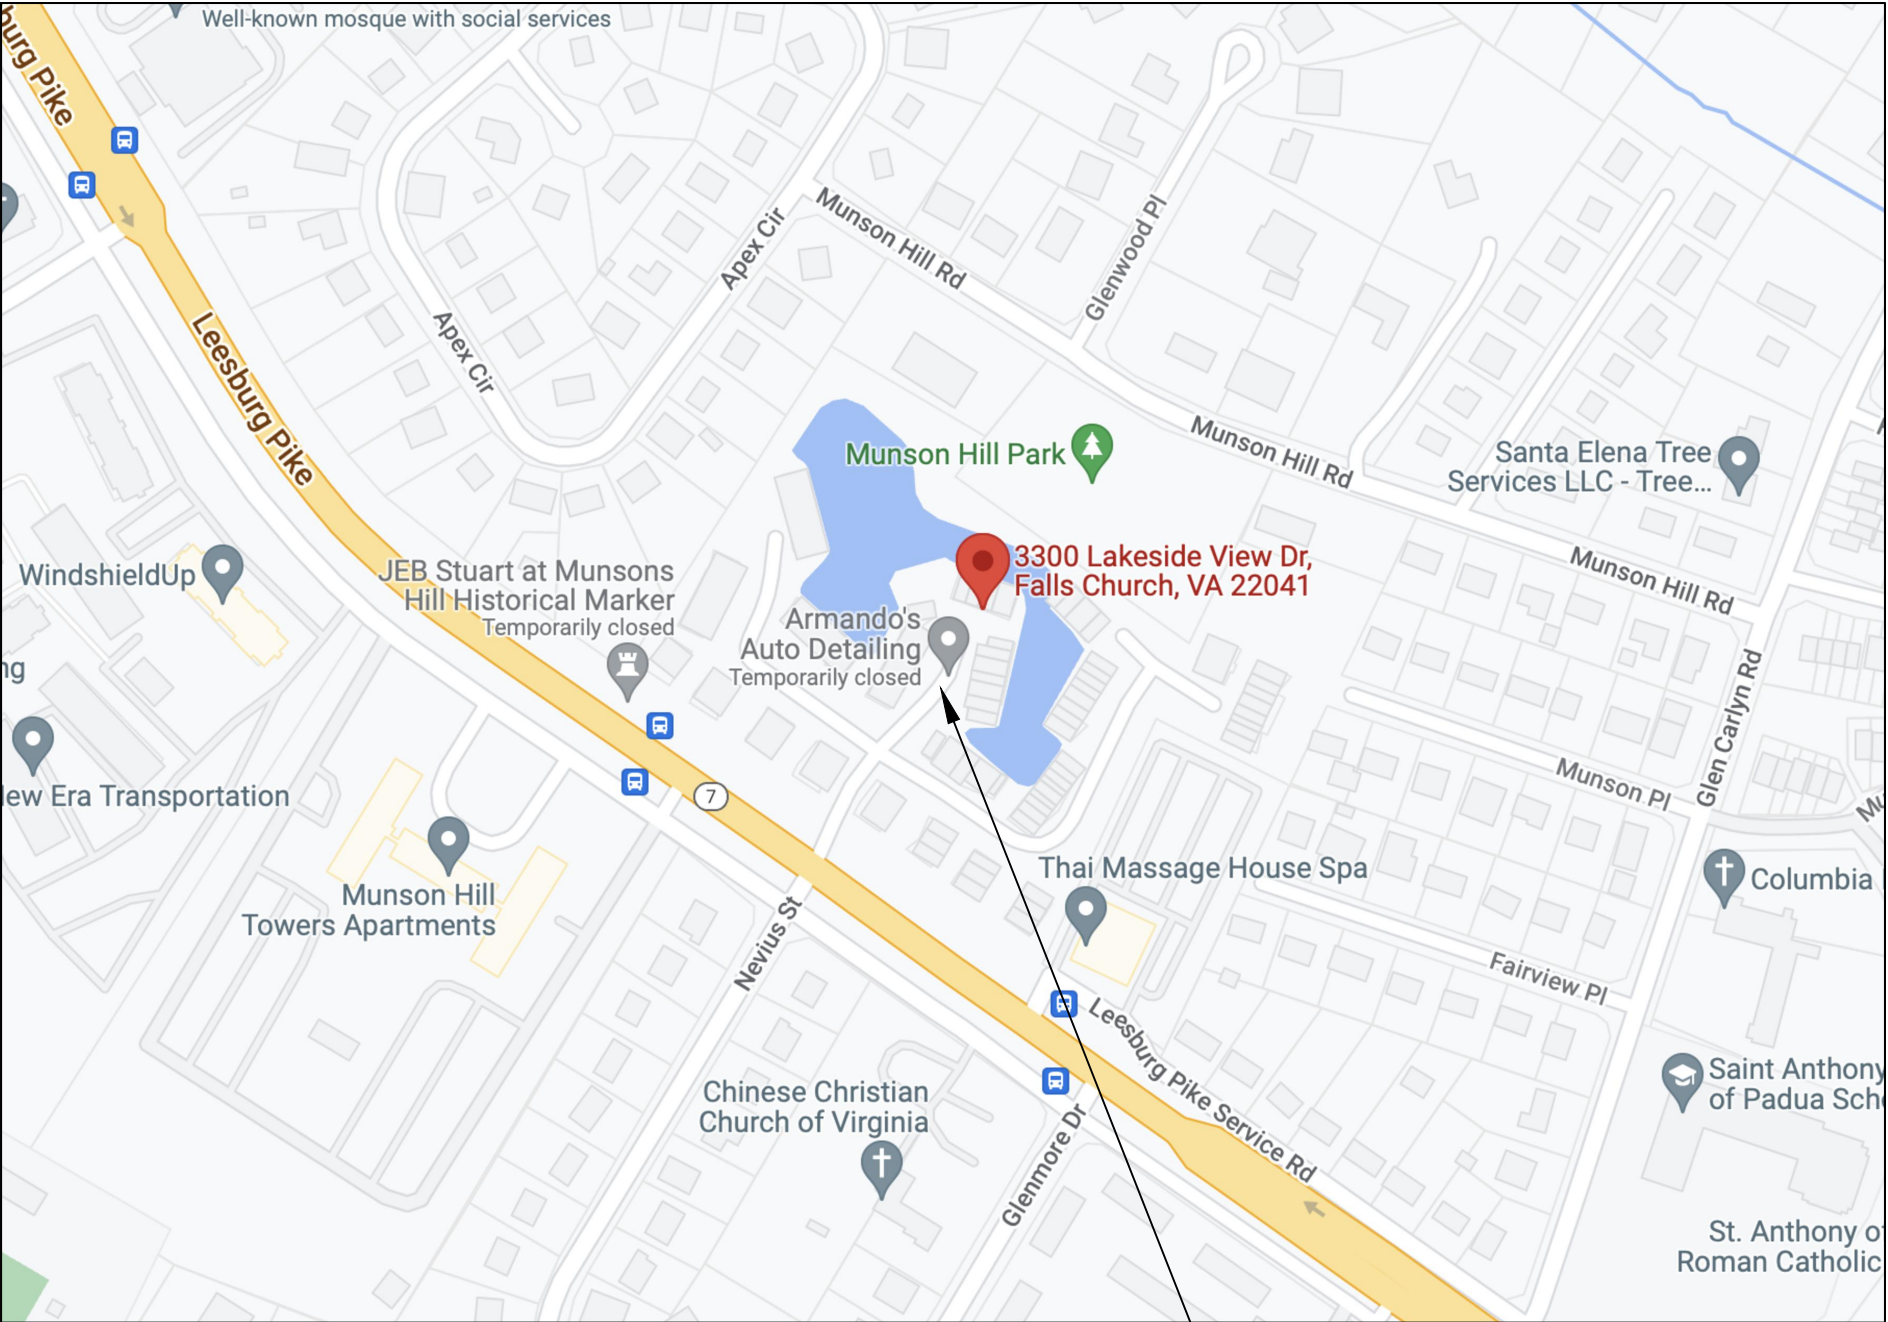 Well-known mosque with social services
burg Pike
Apex Cir
Munson Hill Rd
Glenwood Pl
Leesburg Pike
Apex Cir
Munson Hill Park
Munson Hill Rd
Santa Elena Tree
Services LLC - Tree...
WindshieldUp
JEB Stuart at Munsons
Hill Historical Marker
Temporarily closed
3300 Lakeside View Dr,
Falls Church, VA 22041
Munson Hill Rd
Armando's
Auto Detailing
Temporarily closed
ng
Glen Carlyn Rd
Munson Pl
Mu
ew Era Transportation
7
Munson Hill
Towers Apartments
Thai Massage House Spa
Columbia
Nevius St
Fairview Pl
Leesburg Pike Service Rd
Chinese Christian
Church of Virginia
Glenmore Dr
Saint Anthony
of Padua Sch
St. Anthony o
Roman Catholic